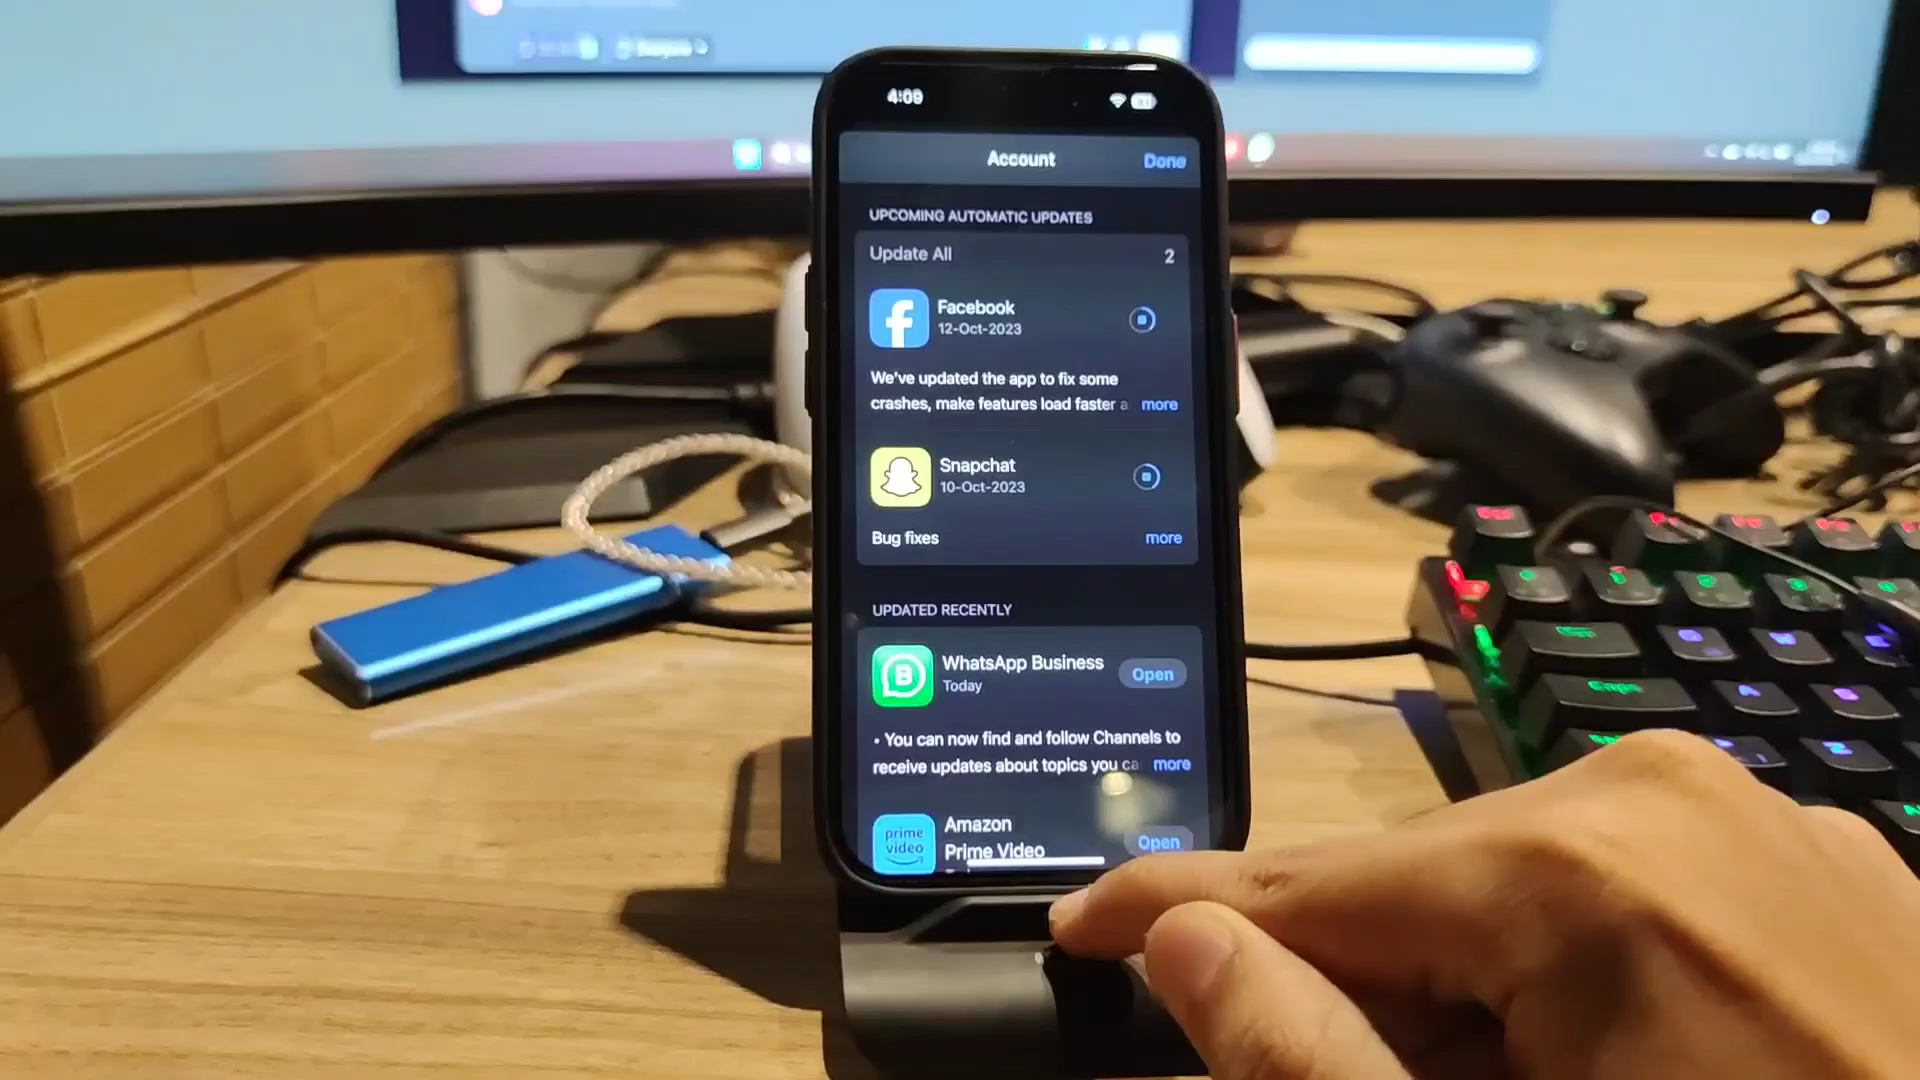 Everyone
4:09
Account
Done
UPCOMING AUTOMATIC UPDATES
Update All
2
Facebook
12-Oct-2023
We've updated the app to fix some
crashes, make features load faster a
more
Snapchat
10-Oct-2023
Bug fixes
more
UPDATED RECENTLY
WhatsApp Business
Today
Open
• You can now find and follow Channels to
receive updates about topics you ca
more
prime
video
Amazon
Prime Video
Open
Caps
A